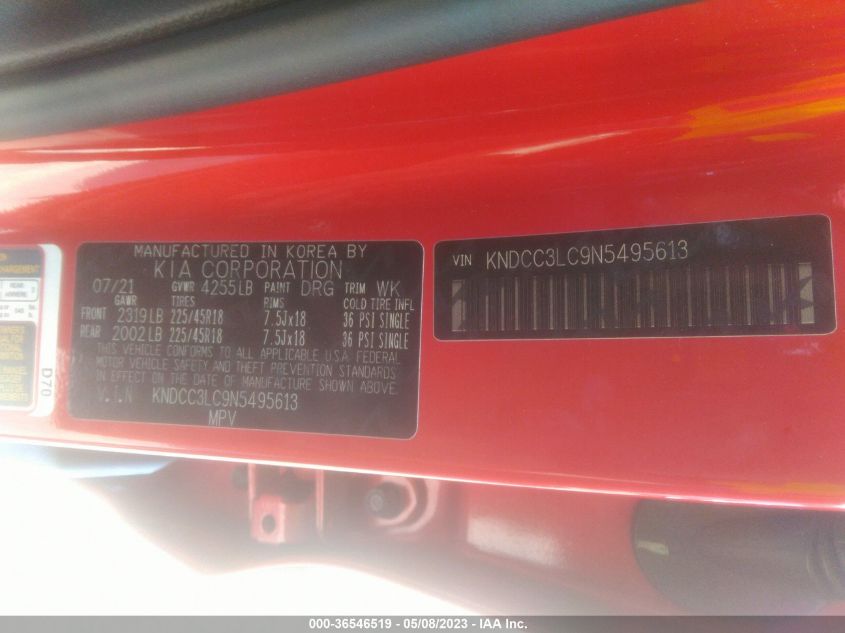 MANUFACTURED IN KOREA BY
KIA CORPORATION
07/21 GVWR 4255LB PAINT DRG TRIM WK
GAWR TIRES RIMS COLD TIRE INFL
FRONT 2319LB 225/45R18 7.5Jx18 36 PSI SINGLE
REAR 2002LB 225/45R18 7.5Jx18 36 PSI SINGLE
THIS VEHICLE CONFORMS TO ALL APPLICABLE U.S.A. FEDERAL
MOTOR VEHICLE SAFETY AND THEFT PREVENTION STANDARDS
IN EFFECT ON THE DATE OF MANUFACTURE SHOWN ABOVE.
V.I.N KNDCC3LC9N5495613
MPV
VIN KNDCC3LC9N5495613
D70
000-36546519 - 05/08/2023 - IAA Inc.